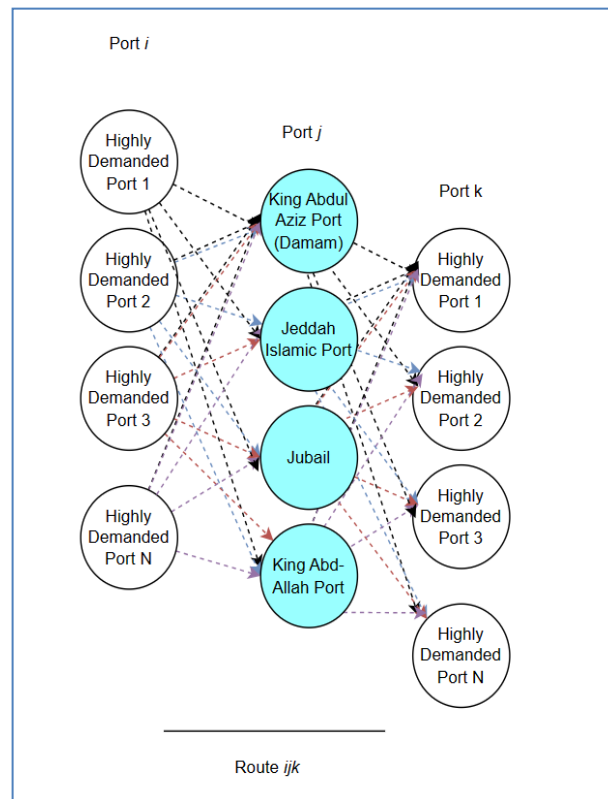 Port i
Highly
Demanded
Port 1
Highly
Demanded
Port 2
Highly
Demanded
Port 3
Highly
Demanded
Port N
Port j
King Abdul
Aziz Port
(Damam)
Jeddah
Islamic Port
Jubail
King Abd-
Allah Port
Port k
Highly
Demanded
Port 1
Highly
Demanded
Port 2
Highly
Demanded
Port 3
Highly
Demanded
Port N
Route ijk